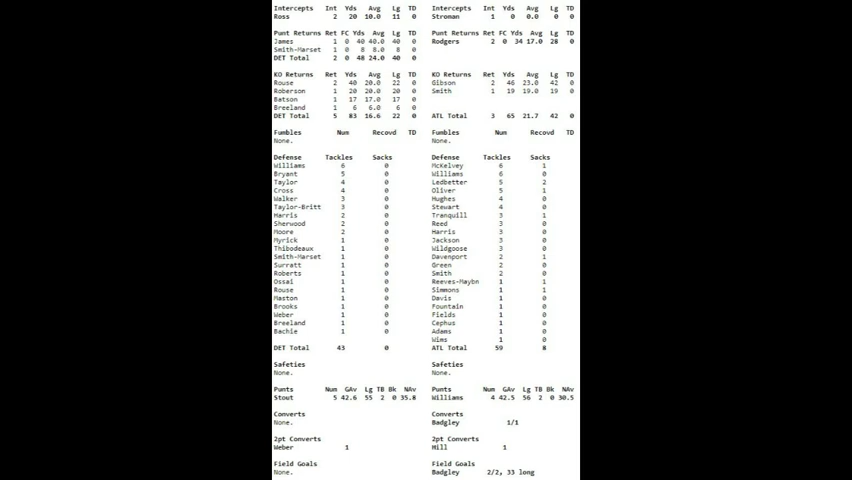 Intercepts Int Yds Avg Lg TD
Ross 2 20 10.0 11 0
Punt Returns Ret FC Yds Avg Lg TD
James 1 0 40 40.0 40 0
Smith-Marset 1 0 8 8.0 8 0
DET Total 2 0 48 24.0 40 0
KO Returns Ret Yds Avg Lg TD
Rouse 2 40 20.0 22 0
Roberson 1 20 20.0 20 0
Batson 1 17 17.0 17 0
Breeland 1 6 6.0 6 0
DET Total 5 83 16.6 22 0
Fumbles Num Recovd TD
None.
Defense Tackles Sacks
Williams 6 0
Bryant 5 0
Taylor 4 0
Cross 4 0
Walker 3 0
Taylor-Britt 3 0
Harris 2 0
Sherwood 2 0
Moore 2 0
Myrick 1 0
Thibodeaux 1 0
Smith-Marset 1 0
Surratt 1 0
Roberts 1 0
Ossai 1 0
Rouse 1 0
Maston 1 0
Brooks 1 0
Weber 1 0
Breeland 1 0
Bachie 1 0
DET Total 43 0
Safeties
None.
Punts Num GAv Lg TB Bk NAv
Stout 5 42.6 55 2 0 35.8
Converts
None.
2pt Converts
Weber 1
Field Goals
None.
Intercepts Int Yds Avg Lg TD
Stroman 1 0 0.0 0 0
Punt Returns Ret FC Yds Avg Lg TD
Rodgers 2 0 34 17.0 28 0
KO Returns Ret Yds Avg Lg TD
Gibson 2 46 23.0 42 0
Smith 1 19 19.0 19 0
ATL Total 3 65 21.7 42 0
Fumbles Num Recovd TD
None.
Defense Tackles Sacks
McKelvey 6 1
Williams 6 0
Ledbetter 5 2
Oliver 5 1
Hughes 4 0
Stewart 4 0
Tranquill 3 1
Reed 3 0
Harris 3 0
Jackson 3 0
Wildgoose 3 0
Davenport 2 1
Green 2 0
Smith 2 0
Reeves-Maybn 1 1
Simmons 1 1
Davis 1 0
Fountain 1 0
Fields 1 0
Cephus 1 0
Adams 1 0
Wims 1 0
ATL Total 59 8
Safeties
None.
Punts Num GAv Lg TB Bk NAv
Williams 4 42.5 56 2 0 30.5
Converts
Badgley 1/1
2pt Converts
Hill 1
Field Goals
Badgley 2/2, 33 long